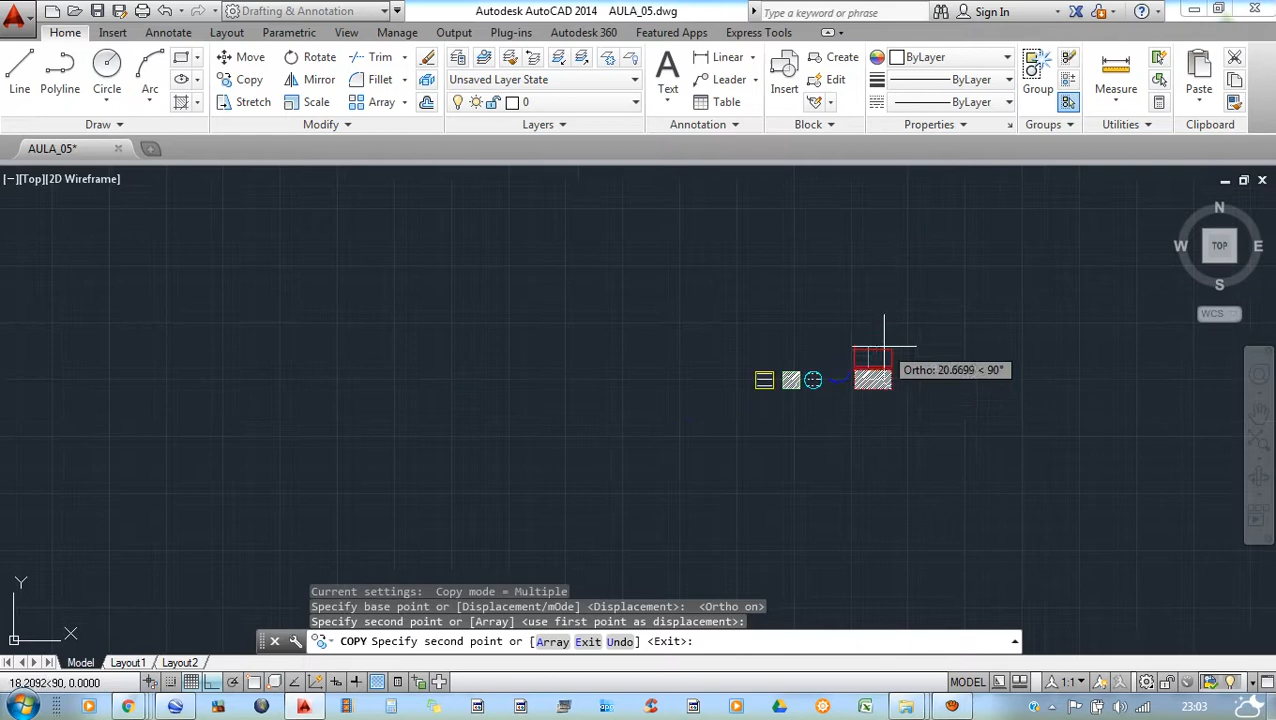 Drafting & Annotation
Autodesk AutoCAD 2014 AULA_05.dwg
Type a keyword or phrase
Sign In
Home Insert Annotate Layout Parametric View Manage Output Plug-ins Autodesk 360 Featured Apps Express Tools
Line Polyline Circle Arc
Move Rotate Trim
Copy Mirror Fillet
Stretch Scale Array
Unsaved Layer State
0
Text
Linear
Leader
Table
Insert
Create
Edit
ByLayer
ByLayer
ByLayer
Group
Measure
Paste
Draw Modify Layers Annotation Block Properties Groups Utilities Clipboard
AULA_05*
[−][Top][2D Wireframe]
N
W TOP E
S
WCS
Ortho: 20.6699 < 90°
Y
X
Current settings: Copy mode = Multiple
Specify base point or [Displacement/mOde] <Displacement>: <Ortho on>
Specify second point or [Array] <use first point as displacement>:
COPY Specify second point or [Array Exit Undo] <Exit>:
Model Layout1 Layout2
18.2092<90, 0.0000
MODEL
1:1
23:03